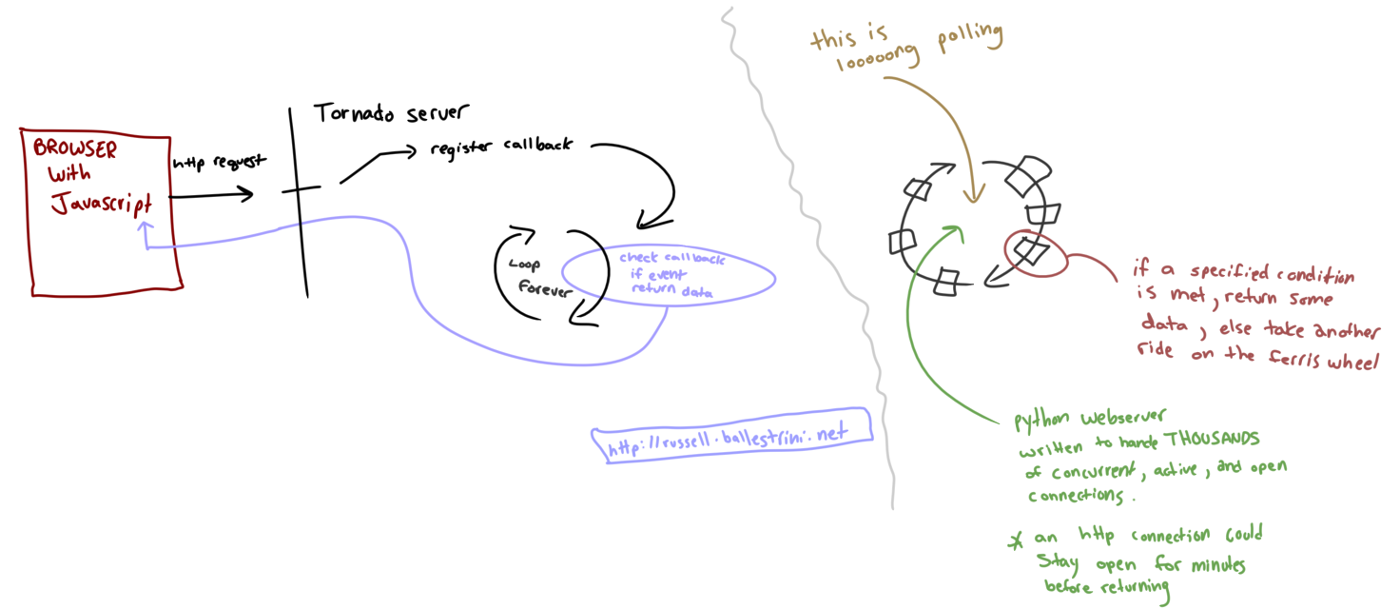 Tornado server
BROWSER
with
Javascript
http request
register callback
Loop
Forever
check callback
if event
return data
http://russell.ballestrini.net
this is
looooong polling
if a specified condition
is met, return some
data, else take another
ride on the ferris wheel
python webserver
written to hande THOUSANDS
of concurrent, active, and open
connections.
* an http connection could
stay open for minutes
before returning